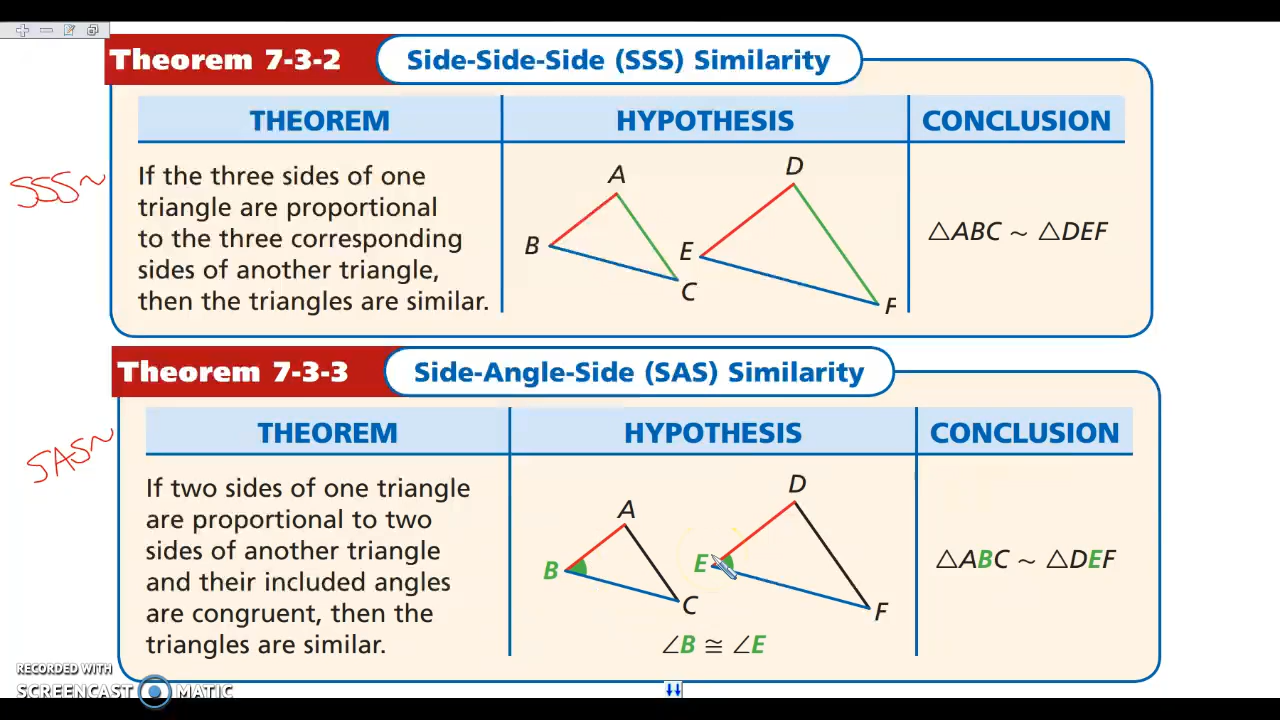 Theorem 7-3-2 Side-Side-Side (SSS) Similarity
THEOREM HYPOTHESIS CONCLUSION
SSS~
If the three sides of one
triangle are proportional
to the three corresponding
sides of another triangle,
then the triangles are similar.
A
B
C
D
E
F
△ABC ~ △DEF
Theorem 7-3-3 Side-Angle-Side (SAS) Similarity
THEOREM HYPOTHESIS CONCLUSION
SAS~
If two sides of one triangle
are proportional to two
sides of another triangle
and their included angles
are congruent, then the
triangles are similar.
A
B
C
D
E
F
∠B ≅ ∠E
△ABC ~ △DEF
RECORDED WITH
SCREENCAST MATIC